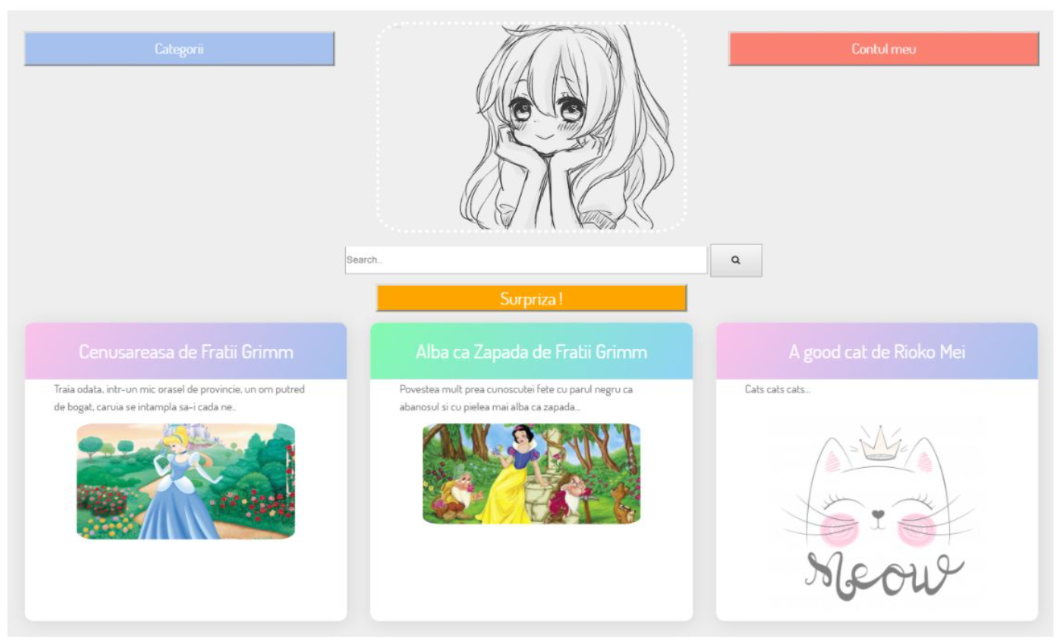 Categorii
Contul meu
Search..
Surpriza !
Cenusareasa de Fratii Grimm
Traia odata, intr-un mic orasel de provincie, un om putred
de bogat, caruia se intampla sa-i cada ne..
Alba ca Zapada de Fratii Grimm
Povestea mult prea cunoscutei fete cu parul negru ca
abanosul si cu pielea mai alba ca zapada...
A good cat de Rioko Mei
Cats cats cats...
Meow